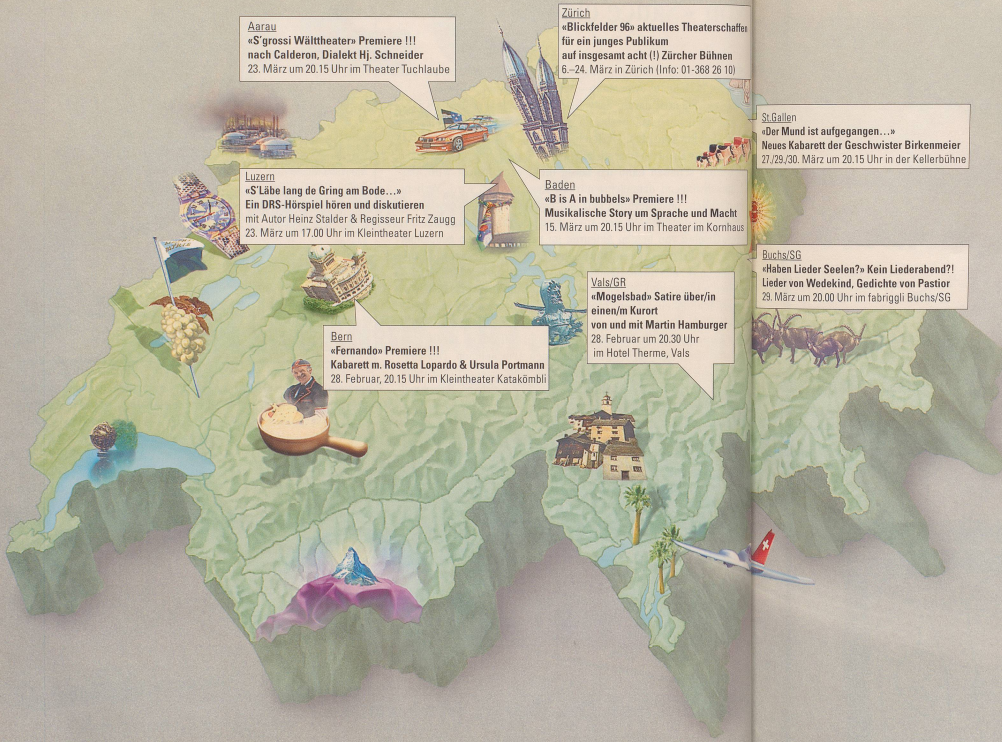 Aarau
«S'grossi Wälttheater» Premiere !!!
nach Calderon, Dialekt Hj. Schneider
23. März um 20.15 Uhr im Theater Tuchlaube
Zürich
«Blickfelder 96» aktuelles Theaterschaffen
für ein junges Publikum
auf insgesamt acht (!) Zürcher Bühnen
6.–24. März in Zürich (Info: 01-368 26 10)
St.Gallen
«Der Mund ist aufgegangen...»
Neues Kabarett der Geschwister Birkenmeier
27./29./30. März um 20.15 Uhr in der Kellerbühne
Luzern
«S'Läbe lang de Gring am Bode...»
Ein DRS-Hörspiel hören und diskutieren
mit Autor Heinz Stalder & Regisseur Fritz Zaugg
23. März um 17.00 Uhr im Kleintheater Luzern
Baden
«B is A in bubbels» Premiere !!!
Musikalische Story um Sprache und Macht
15. März um 20.15 Uhr im Theater im Kornhaus
Buchs/SG
«Haben Lieder Seelen?» Kein Liederabend?!
Lieder von Wedekind, Gedichte von Pastior
29. März um 20.00 Uhr im fabriggli Buchs/SG
Vals/GR
«Mogelsbad» Satire über/in
einen/m Kurort
von und mit Martin Hamburger
28. Februar um 20.30 Uhr
im Hotel Therme, Vals
Bern
«Fernando» Premiere !!!
Kabarett m. Rosetta Lopardo & Ursula Portmann
28. Februar, 20.15 Uhr im Kleintheater Katakömbli